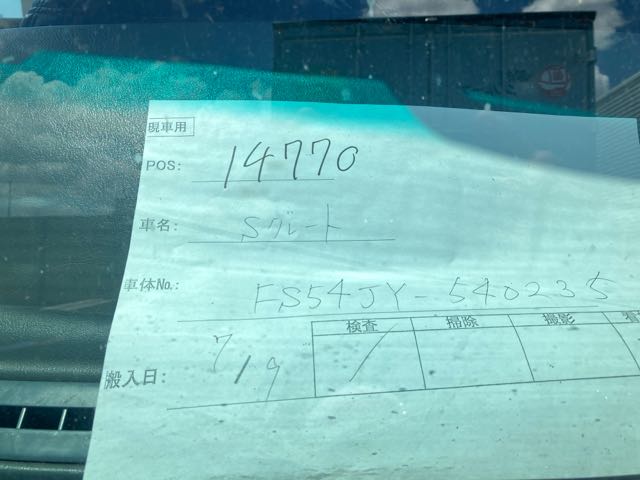 現車用
POS: 14770
車名: Sグレート
車体No.: FS54JY-540235
検査 掃除 撮影
搬入日: 7/9